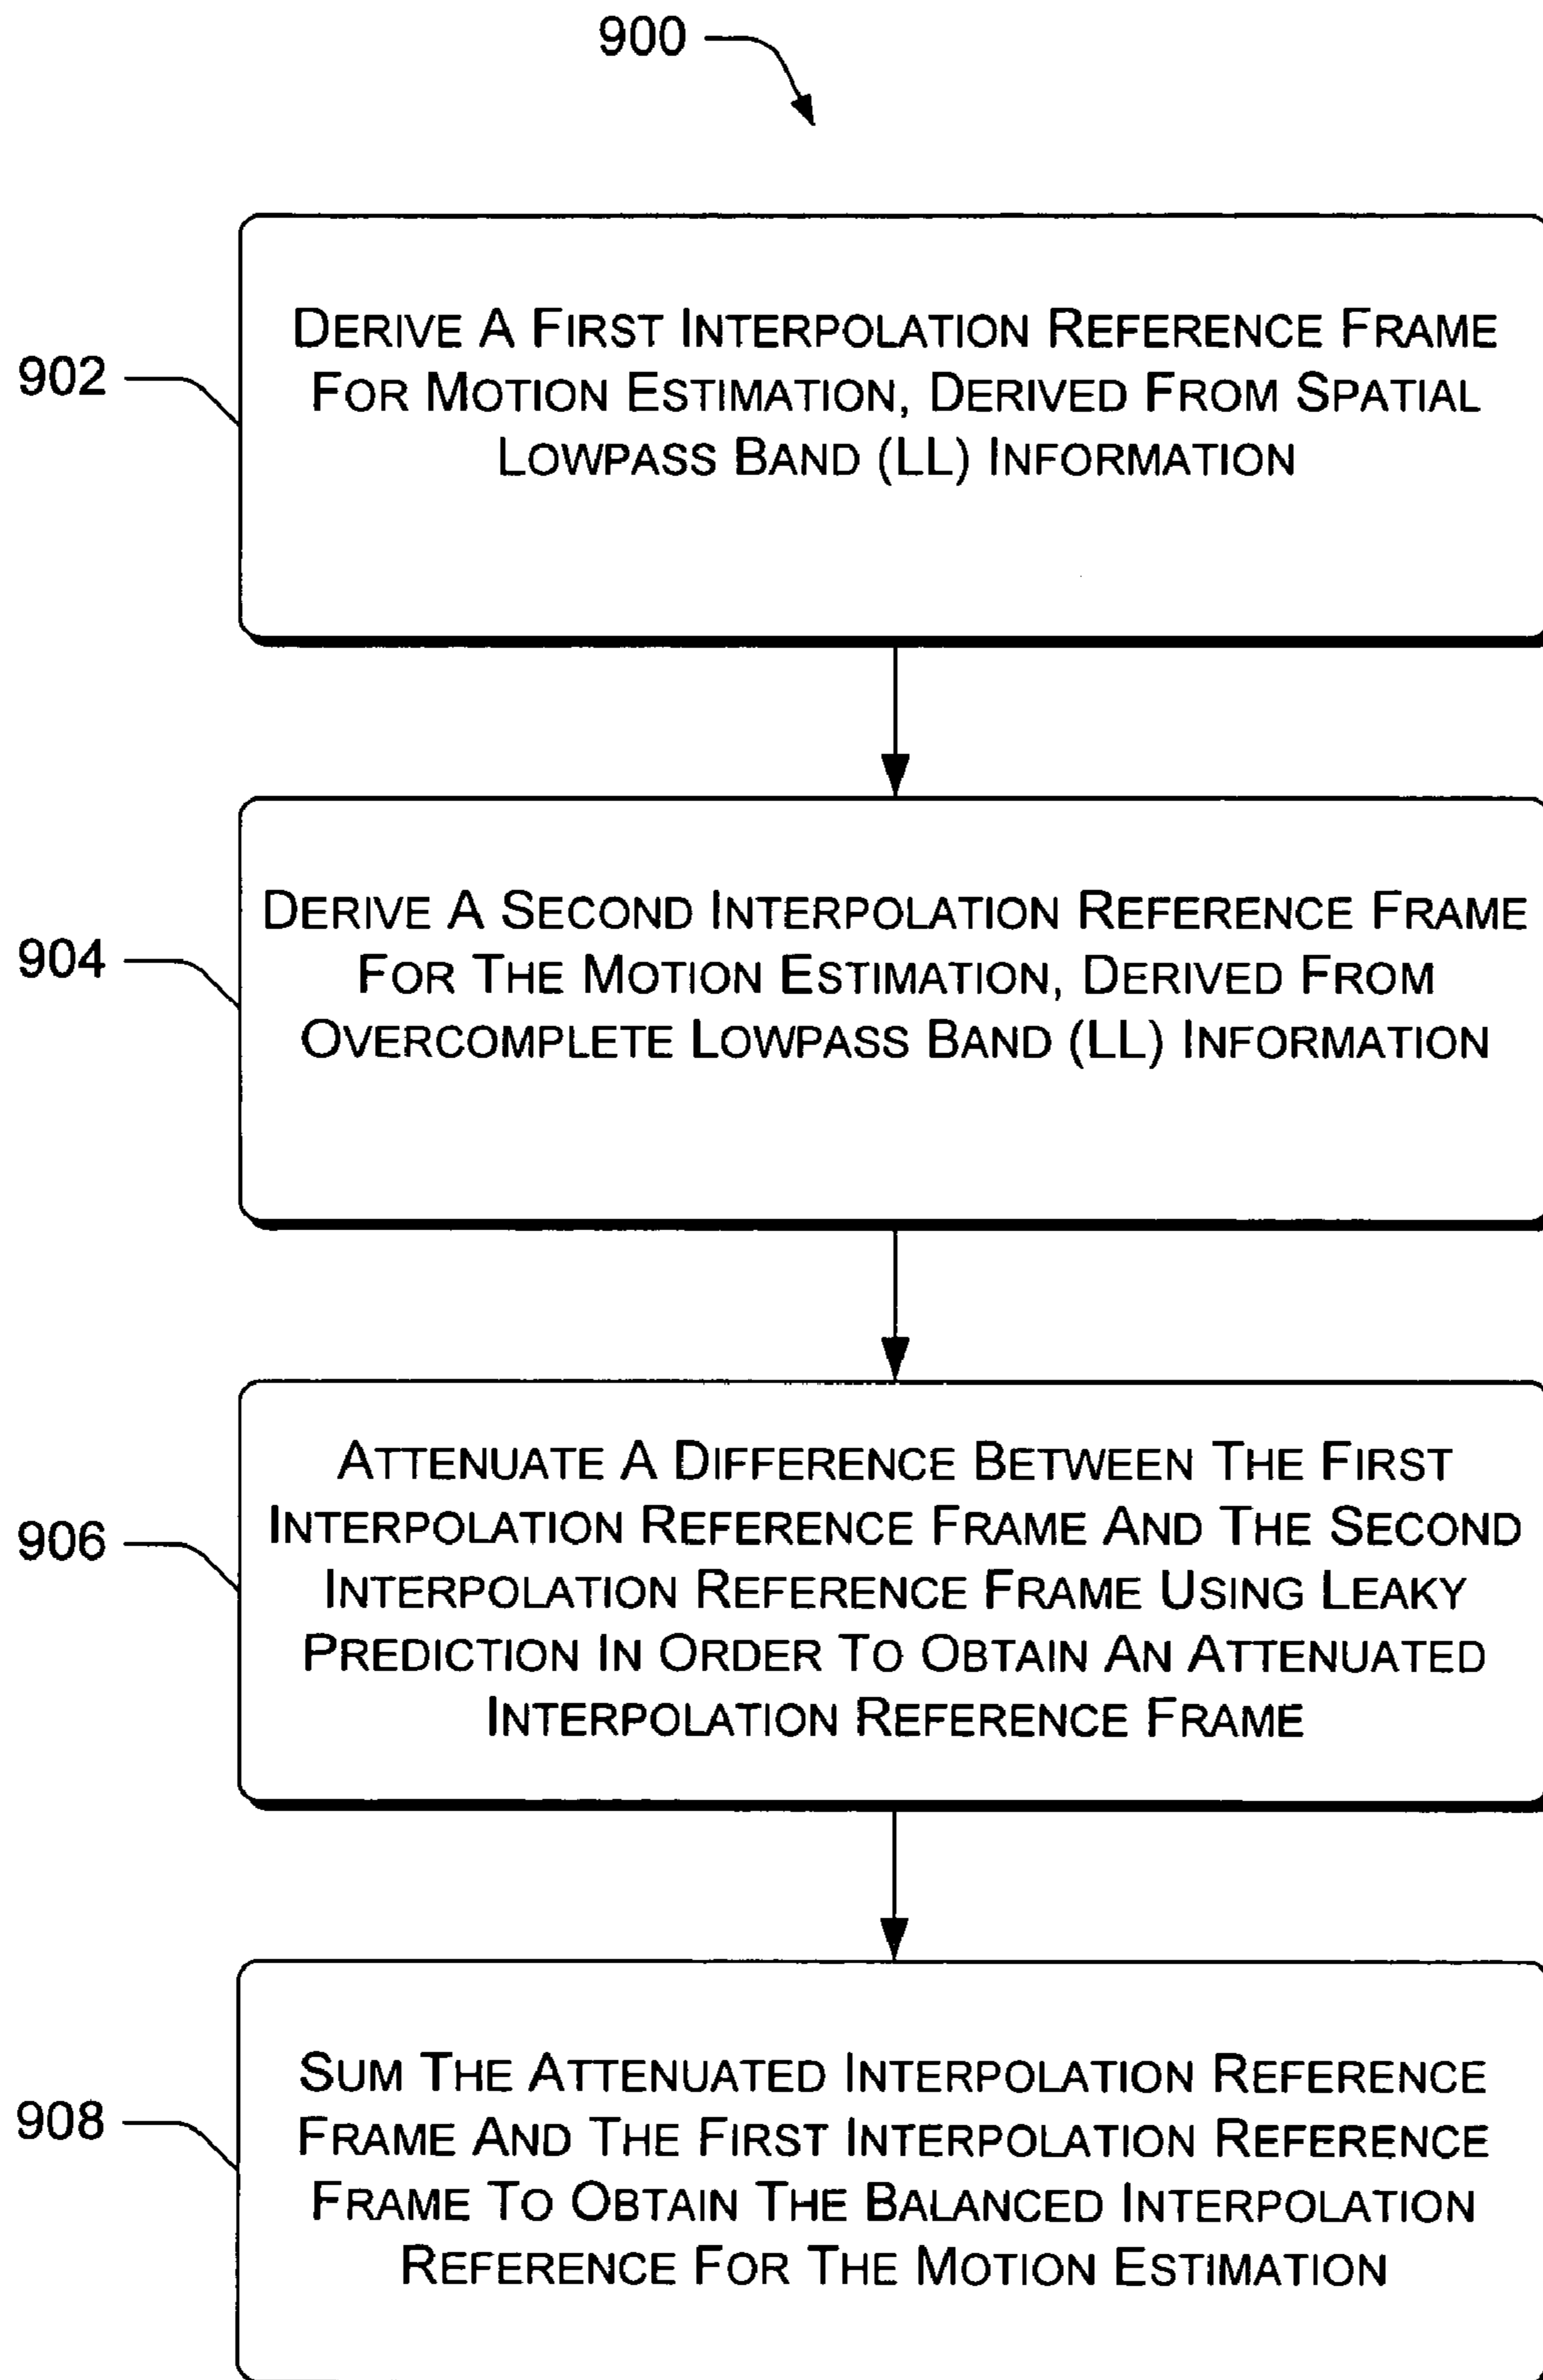 900
902
DERIVE A FIRST INTERPOLATION REFERENCE FRAME
FOR MOTION ESTIMATION, DERIVED FROM SPATIAL
LOWPASS BAND (LL) INFORMATION
904
DERIVE A SECOND INTERPOLATION REFERENCE FRAME
FOR THE MOTION ESTIMATION, DERIVED FROM
OVERCOMPLETE LOWPASS BAND (LL) INFORMATION
906
ATTENUATE A DIFFERENCE BETWEEN THE FIRST
INTERPOLATION REFERENCE FRAME AND THE SECOND
INTERPOLATION REFERENCE FRAME USING LEAKY
PREDICTION IN ORDER TO OBTAIN AN ATTENUATED
INTERPOLATION REFERENCE FRAME
908
SUM THE ATTENUATED INTERPOLATION REFERENCE
FRAME AND THE FIRST INTERPOLATION REFERENCE
FRAME TO OBTAIN THE BALANCED INTERPOLATION
REFERENCE FOR THE MOTION ESTIMATION